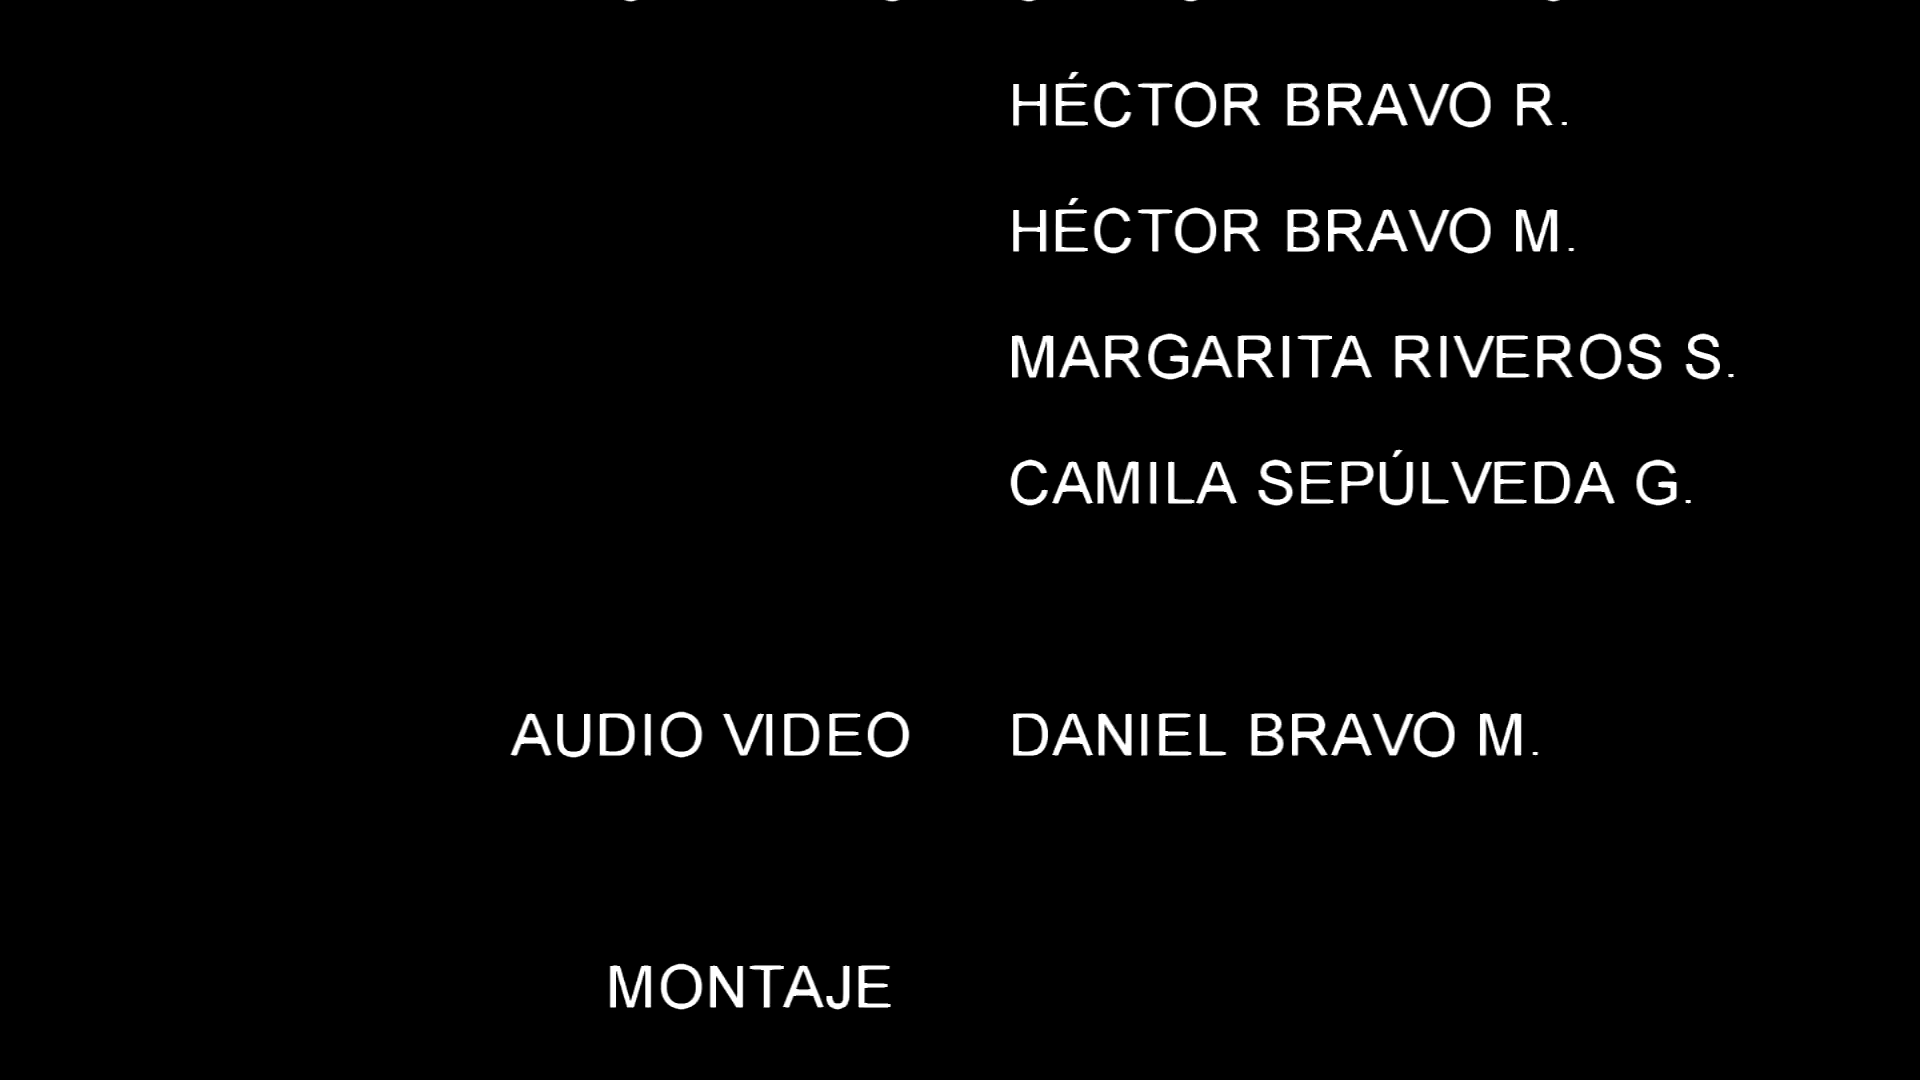 HÉCTOR BRAVO R.
HÉCTOR BRAVO M.
MARGARITA RIVEROS S.
CAMILA SEPÚLVEDA G.
AUDIO VIDEO DANIEL BRAVO M.
MONTAJE